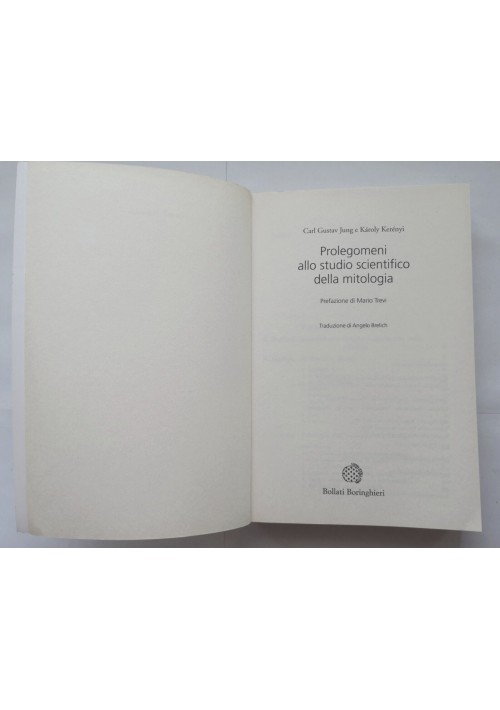 Carl Gustav Jung e Károly Kerényi
Prolegomeni
allo studio scientifico
della mitologia
Prefazione di Mario Trevi
Traduzione di Angelo Brelich
Bollati Boringhieri